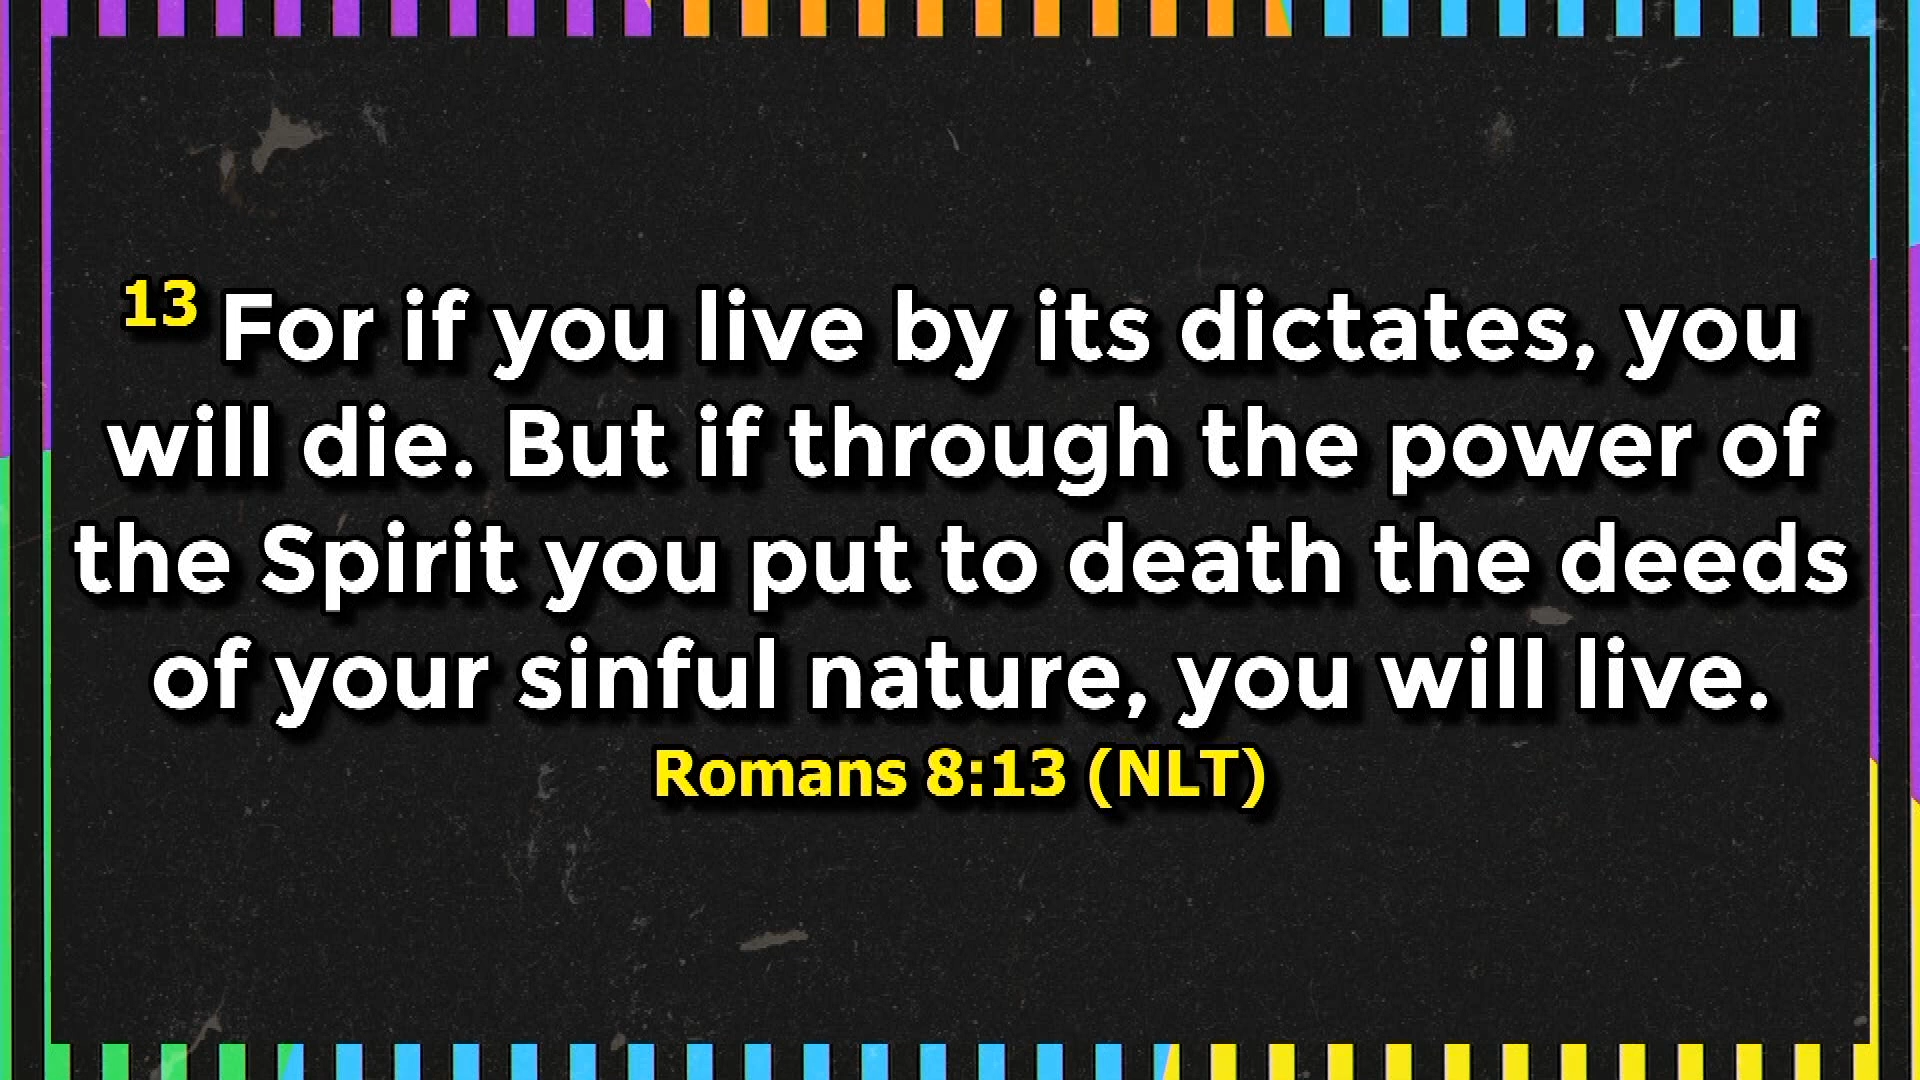 13 For if you live by its dictates, you
will die. But if through the power of
the Spirit you put to death the deeds
of your sinful nature, you will live.
Romans 8:13 (NLT)